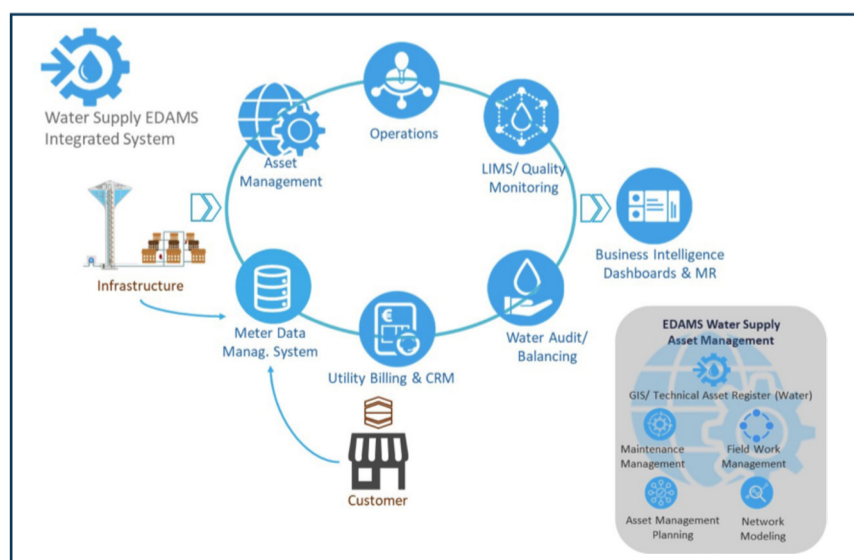 Water Supply EDAMS
Integrated System
Operations
Asset
Management
LIMS/ Quality
Monitoring
Infrastructure
Business Intelligence
Dashboards & MR
Meter Data
Manag. System
Utility Billing & CRM
Water Audit/
Balancing
Customer
EDAMS Water Supply
Asset Management
GIS/ Technical Asset Register (Water)
Maintenance
Management
Field Work
Management
Asset Management
Planning
Network
Modeling